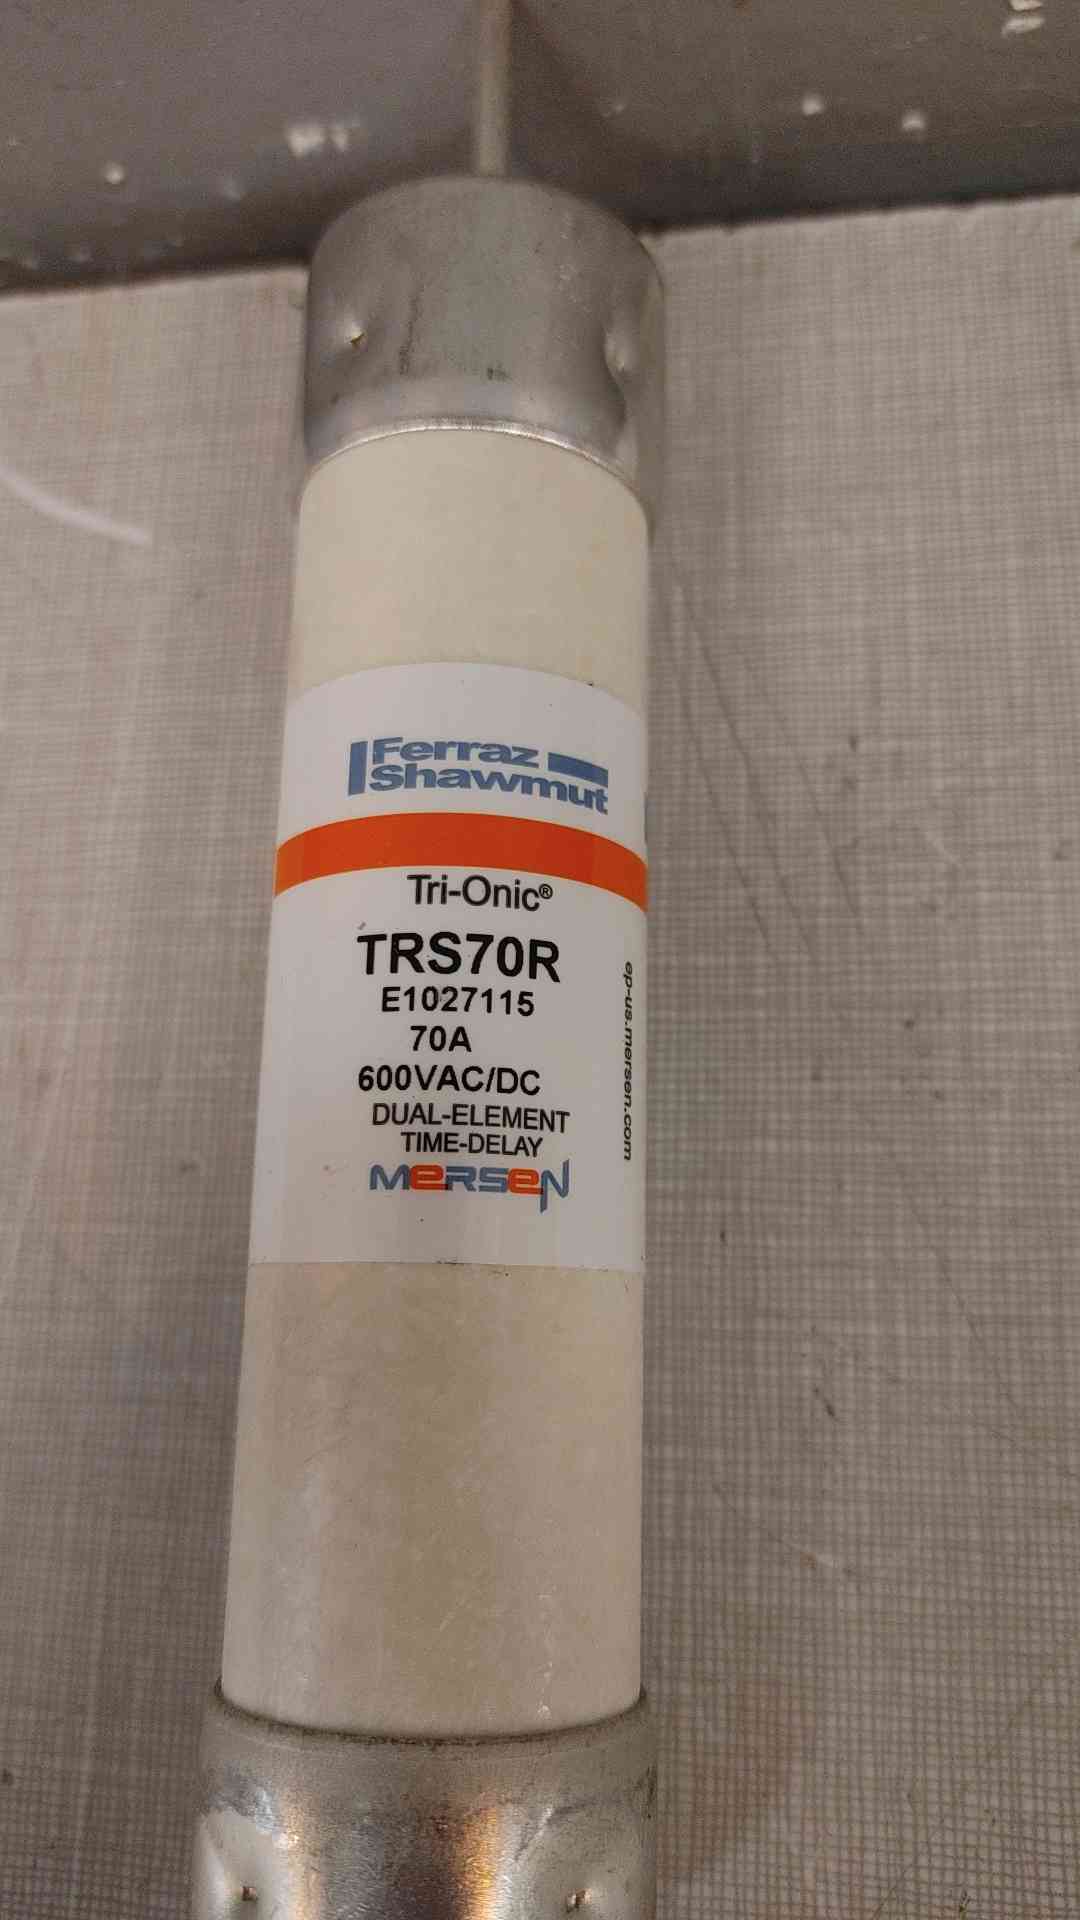 Ferraz
Shawmut
Tri-Onic®
TRS70R
E1027115
70A
600VAC/DC
DUAL-ELEMENT
TIME-DELAY
MERSEN
ep-us.mersen.com